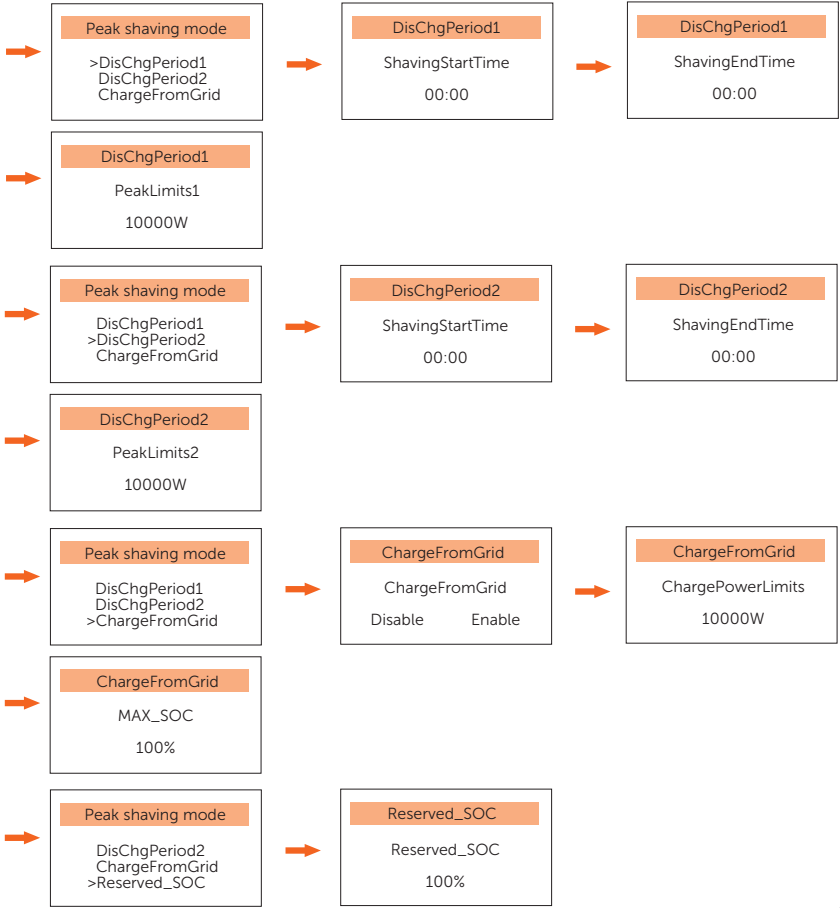 Peak shaving mode
>DisChgPeriod1
DisChgPeriod2
ChargeFromGrid
DisChgPeriod1
ShavingStartTime
00:00
DisChgPeriod1
ShavingEndTime
00:00
DisChgPeriod1
PeakLimits1
10000W
Peak shaving mode
DisChgPeriod1
>DisChgPeriod2
ChargeFromGrid
DisChgPeriod2
ShavingStartTime
00:00
DisChgPeriod2
ShavingEndTime
00:00
DisChgPeriod2
PeakLimits2
10000W
Peak shaving mode
DisChgPeriod1
DisChgPeriod2
>ChargeFromGrid
ChargeFromGrid
ChargeFromGrid
Disable Enable
ChargeFromGrid
ChargePowerLimits
10000W
ChargeFromGrid
MAX_SOC
100%
Peak shaving mode
DisChgPeriod2
ChargeFromGrid
>Reserved_SOC
Reserved_SOC
Reserved_SOC
100%